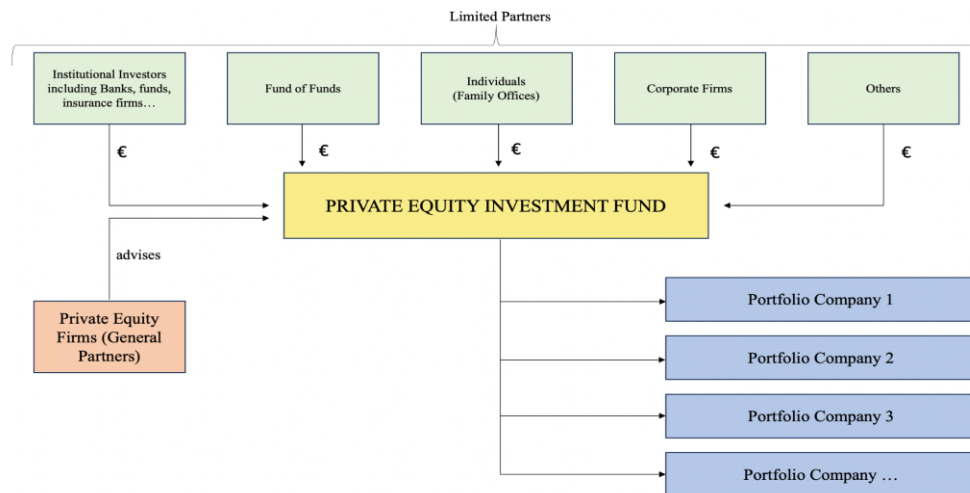 Limited Partners
Institutional Investors
including Banks, funds,
insurance firms…
Fund of Funds
Individuals
(Family Offices)
Corporate Firms
Others
€
€
€
€
€
PRIVATE EQUITY INVESTMENT FUND
advises
Private Equity
Firms (General
Partners)
Portfolio Company 1
Portfolio Company 2
Portfolio Company 3
Portfolio Company …